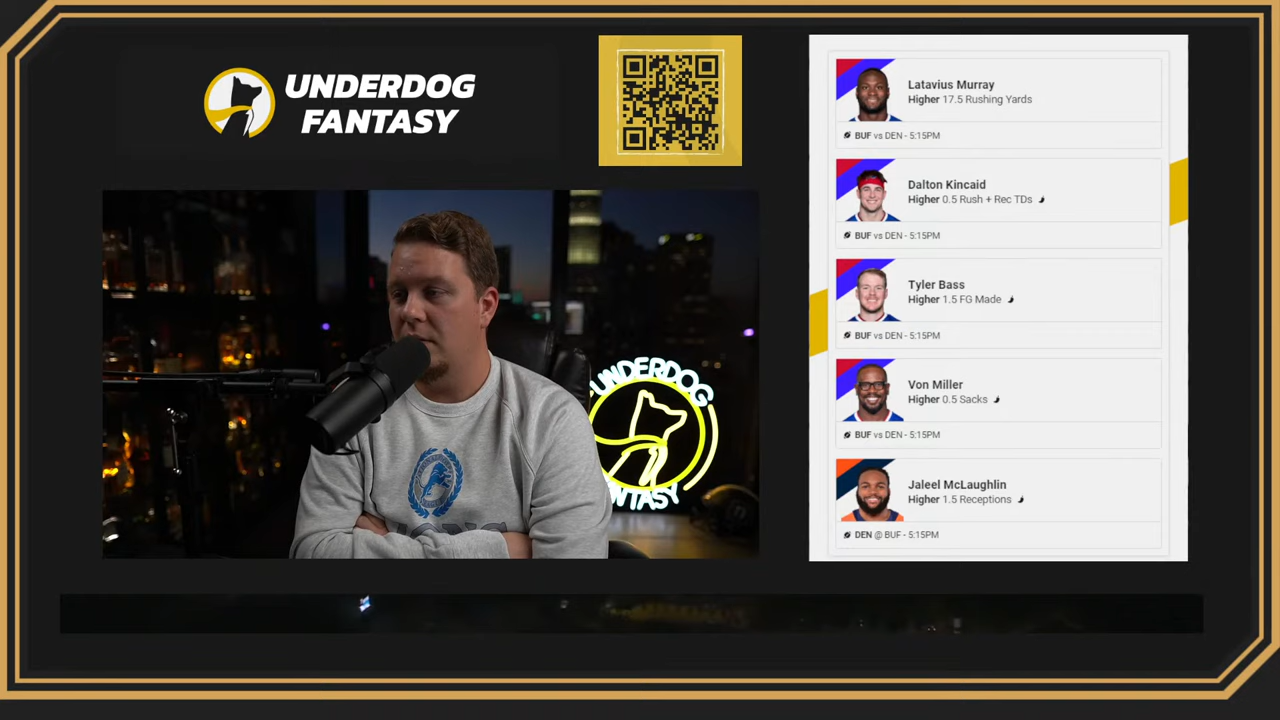 UNDERDOG
FANTASY
Latavius Murray
Higher 17.5 Rushing Yards
BUF vs DEN - 5:15PM
Dalton Kincaid
Higher 0.5 Rush + Rec TDs
BUF vs DEN - 5:15PM
Tyler Bass
Higher 1.5 FG Made
BUF vs DEN - 5:15PM
Von Miller
Higher 0.5 Sacks
BUF vs DEN - 5:15PM
Jaleel McLaughlin
Higher 1.5 Receptions
DEN @ BUF - 5:15PM
UNDERDOG
FANTASY
LIONS